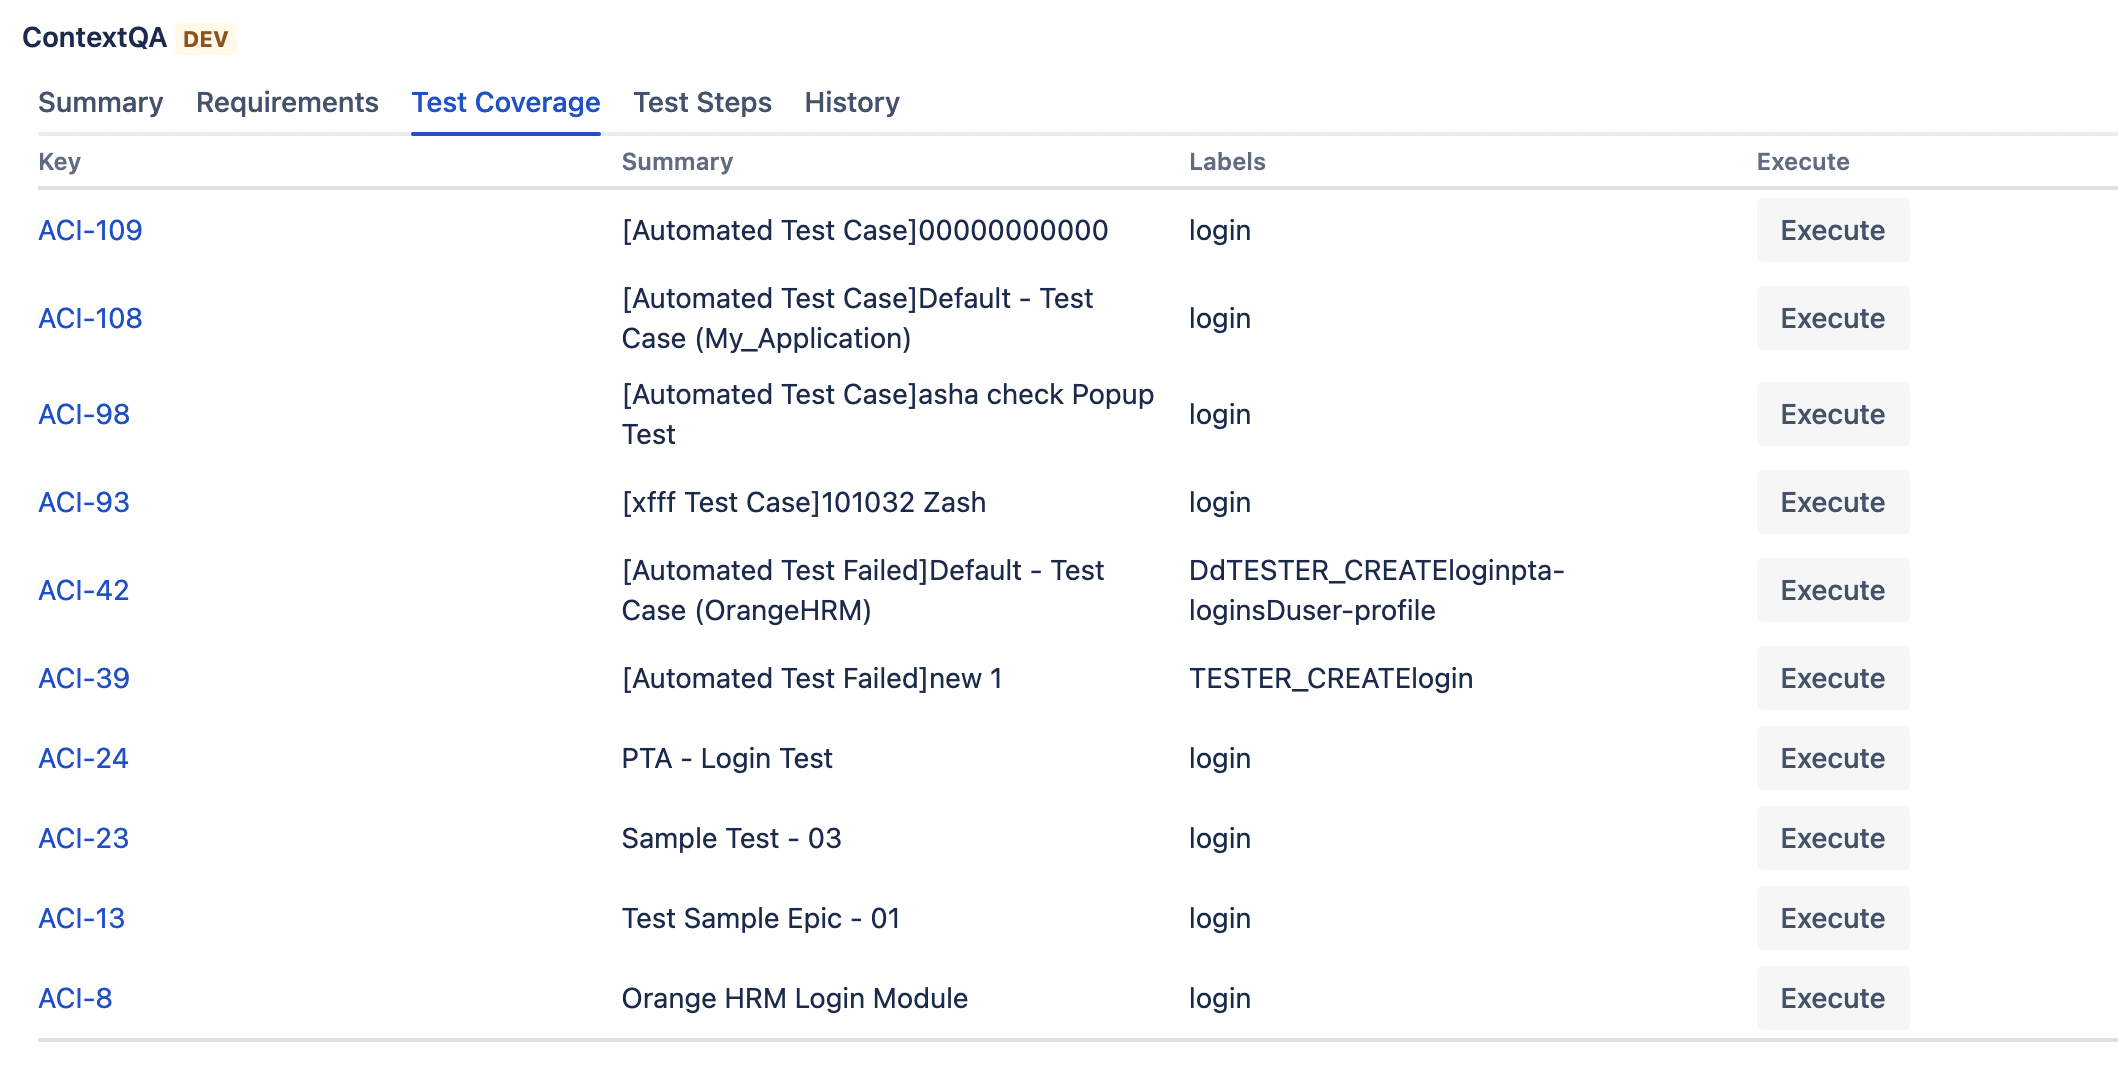 ContextQA DEV
Summary Requirements Test Coverage Test Steps History
Key Summary Labels Execute
ACI-109 [Automated Test Case]00000000000 login Execute
ACI-108 [Automated Test Case]Default - Test
Case (My_Application) login Execute
ACI-98 [Automated Test Case]asha check Popup
Test login Execute
ACI-93 [xfff Test Case]101032 Zash login Execute
ACI-42 [Automated Test Failed]Default - Test
Case (OrangeHRM) DdTESTER_CREATEloginpta-
loginsDuser-profile Execute
ACI-39 [Automated Test Failed]new 1 TESTER_CREATElogin Execute
ACI-24 PTA - Login Test login Execute
ACI-23 Sample Test - 03 login Execute
ACI-13 Test Sample Epic - 01 login Execute
ACI-8 Orange HRM Login Module login Execute